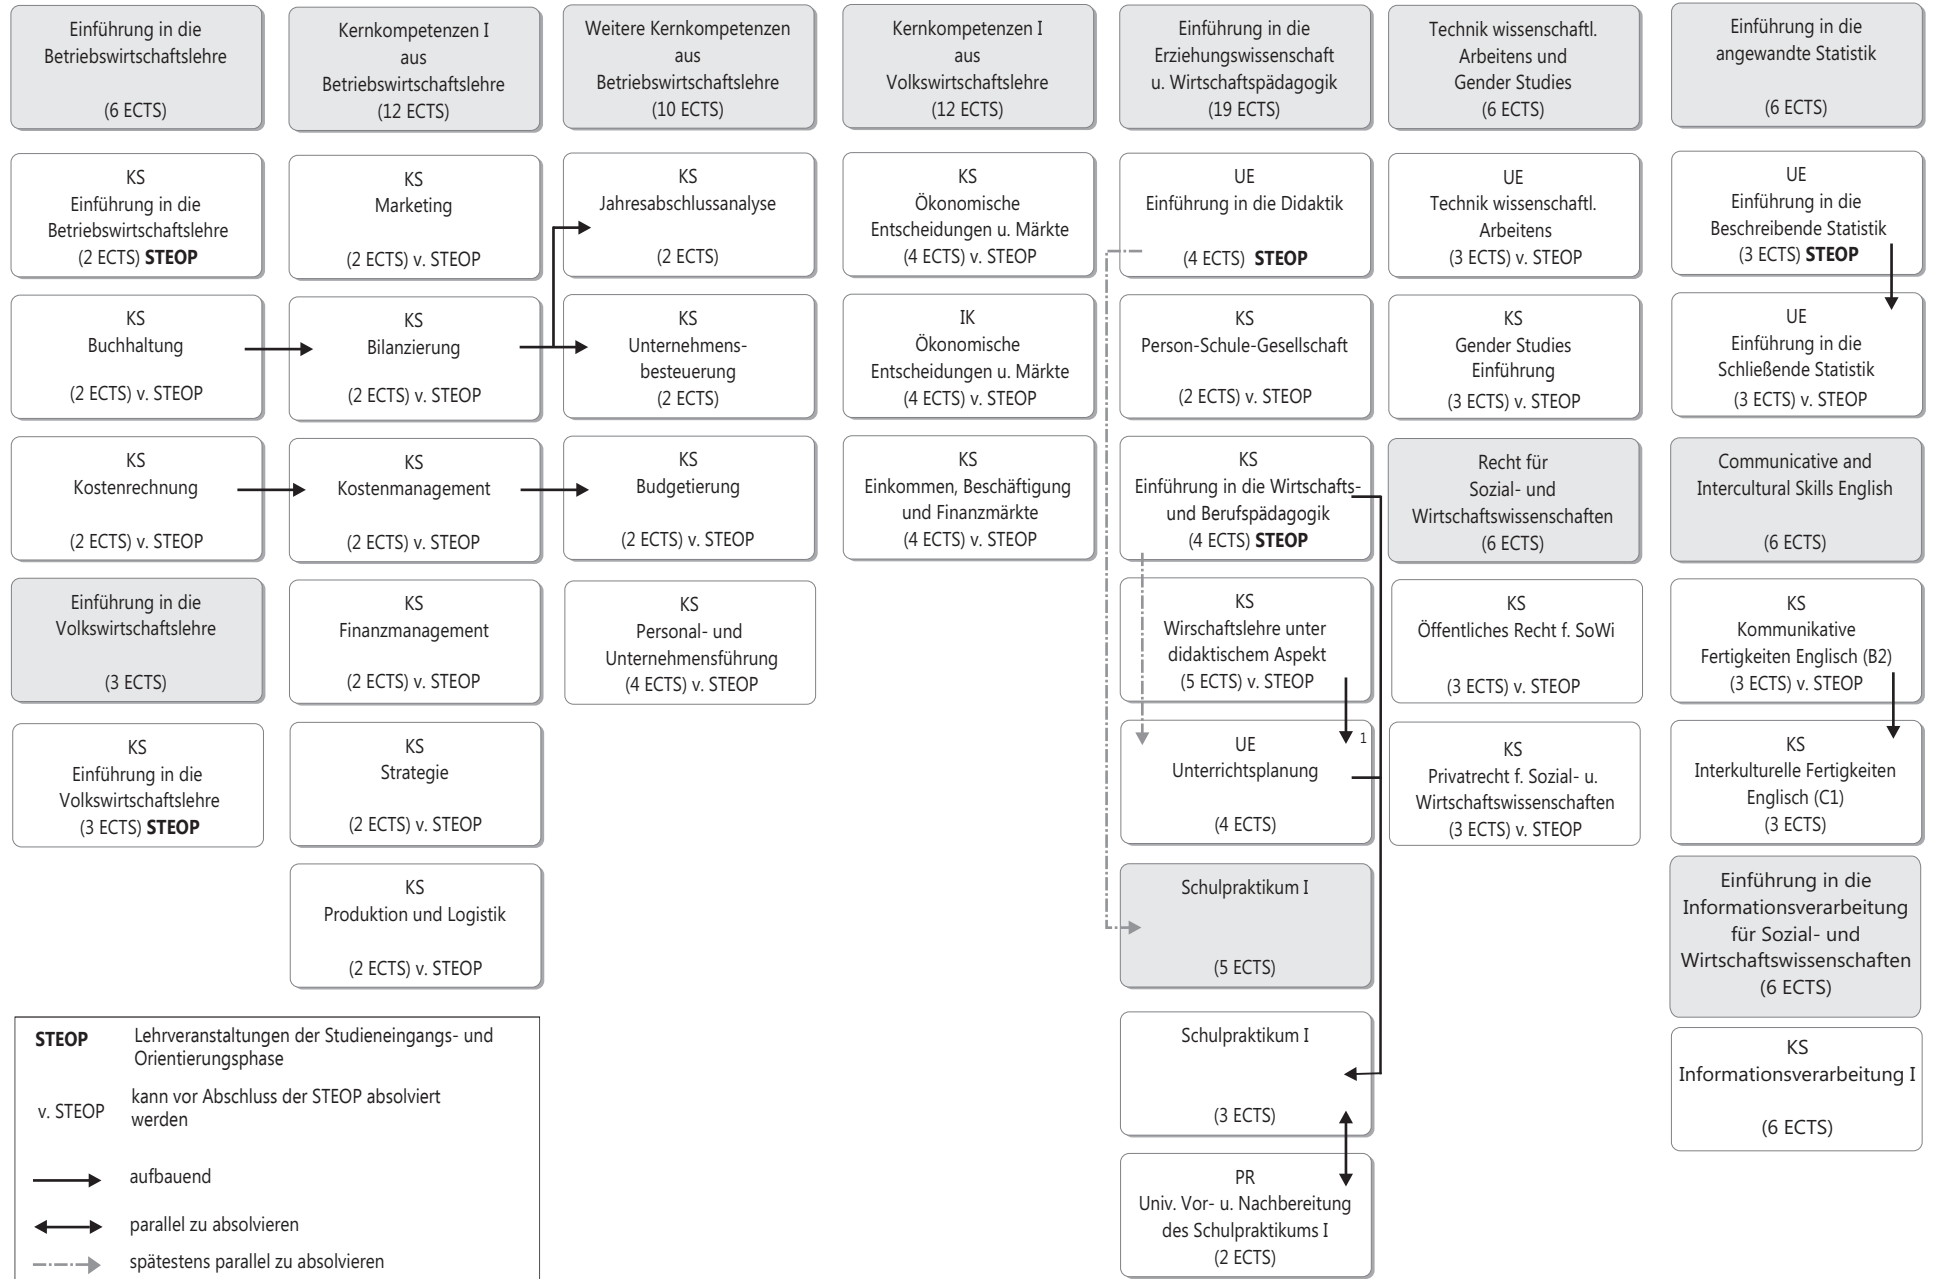 Einführung in die
Betriebswirtschaftslehre
(6 ECTS)
KS
Einführung in die
Betriebswirtschaftslehre
(2 ECTS) STEOP
KS
Buchhaltung
(2 ECTS) v. STEOP
KS
Kostenrechnung
(2 ECTS) v. STEOP
Einführung in die
Volkswirtschaftslehre
(3 ECTS)
KS
Einführung in die
Volkswirtschaftslehre
(3 ECTS) STEOP
Kernkompetenzen I
aus
Betriebswirtschaftslehre
(12 ECTS)
KS
Marketing
(2 ECTS) v. STEOP
KS
Bilanzierung
(2 ECTS) v. STEOP
KS
Kostenmanagement
(2 ECTS) v. STEOP
KS
Finanzmanagement
(2 ECTS) v. STEOP
KS
Strategie
(2 ECTS) v. STEOP
KS
Produktion und Logistik
(2 ECTS) v. STEOP
Weitere Kernkompetenzen
aus
Betriebswirtschaftslehre
(10 ECTS)
KS
Jahresabschlussanalyse
(2 ECTS)
KS
Unternehmens-
besteuerung
(2 ECTS)
KS
Budgetierung
(2 ECTS) v. STEOP
KS
Personal- und
Unternehmensführung
(4 ECTS) v. STEOP
Kernkompetenzen I
aus
Volkswirtschaftslehre
(12 ECTS)
KS
Ökonomische
Entscheidungen u. Märkte
(4 ECTS) v. STEOP
IK
Ökonomische
Entscheidungen u. Märkte
(4 ECTS) v. STEOP
KS
Einkommen, Beschäftigung
und Finanzmärkte
(4 ECTS) v. STEOP
Einführung in die
Erziehungswissenschaft
u. Wirtschaftspädagogik
(19 ECTS)
UE
Einführung in die Didaktik
(4 ECTS) STEOP
KS
Person-Schule-Gesellschaft
(2 ECTS) v. STEOP
KS
Einführung in die Wirtschafts-
und Berufspädagogik
(4 ECTS) STEOP
KS
Wirschaftslehre unter
didaktischem Aspekt
(5 ECTS) v. STEOP
1
UE
Unterrichtsplanung
(4 ECTS)
Schulpraktikum I
(5 ECTS)
Schulpraktikum I
(3 ECTS)
PR
Univ. Vor- u. Nachbereitung
des Schulpraktikums I
(2 ECTS)
Technik wissenschaftl.
Arbeitens und
Gender Studies
(6 ECTS)
UE
Technik wissenschaftl.
Arbeitens
(3 ECTS) v. STEOP
KS
Gender Studies
Einführung
(3 ECTS) v. STEOP
Recht für
Sozial- und
Wirtschaftswissenschaften
(6 ECTS)
KS
Öffentliches Recht f. SoWi
(3 ECTS) v. STEOP
KS
Privatrecht f. Sozial- u.
Wirtschaftswissenschaften
(3 ECTS) v. STEOP
Einführung in die
angewandte Statistik
(6 ECTS)
UE
Einführung in die
Beschreibende Statistik
(3 ECTS) STEOP
UE
Einführung in die
Schließende Statistik
(3 ECTS) v. STEOP
Communicative and
Intercultural Skills English
(6 ECTS)
KS
Kommunikative
Fertigkeiten Englisch (B2)
(3 ECTS) v. STEOP
KS
Interkulturelle Fertigkeiten
Englisch (C1)
(3 ECTS)
Einführung in die
Informationsverarbeitung
für Sozial- und
Wirtschaftswissenschaften
(6 ECTS)
KS
Informationsverarbeitung I
(6 ECTS)
STEOP Lehrveranstaltungen der Studieneingangs- und
Orientierungsphase
v. STEOP kann vor Abschluss der STEOP absolviert
werden
aufbauend
parallel zu absolvieren
spätestens parallel zu absolvieren